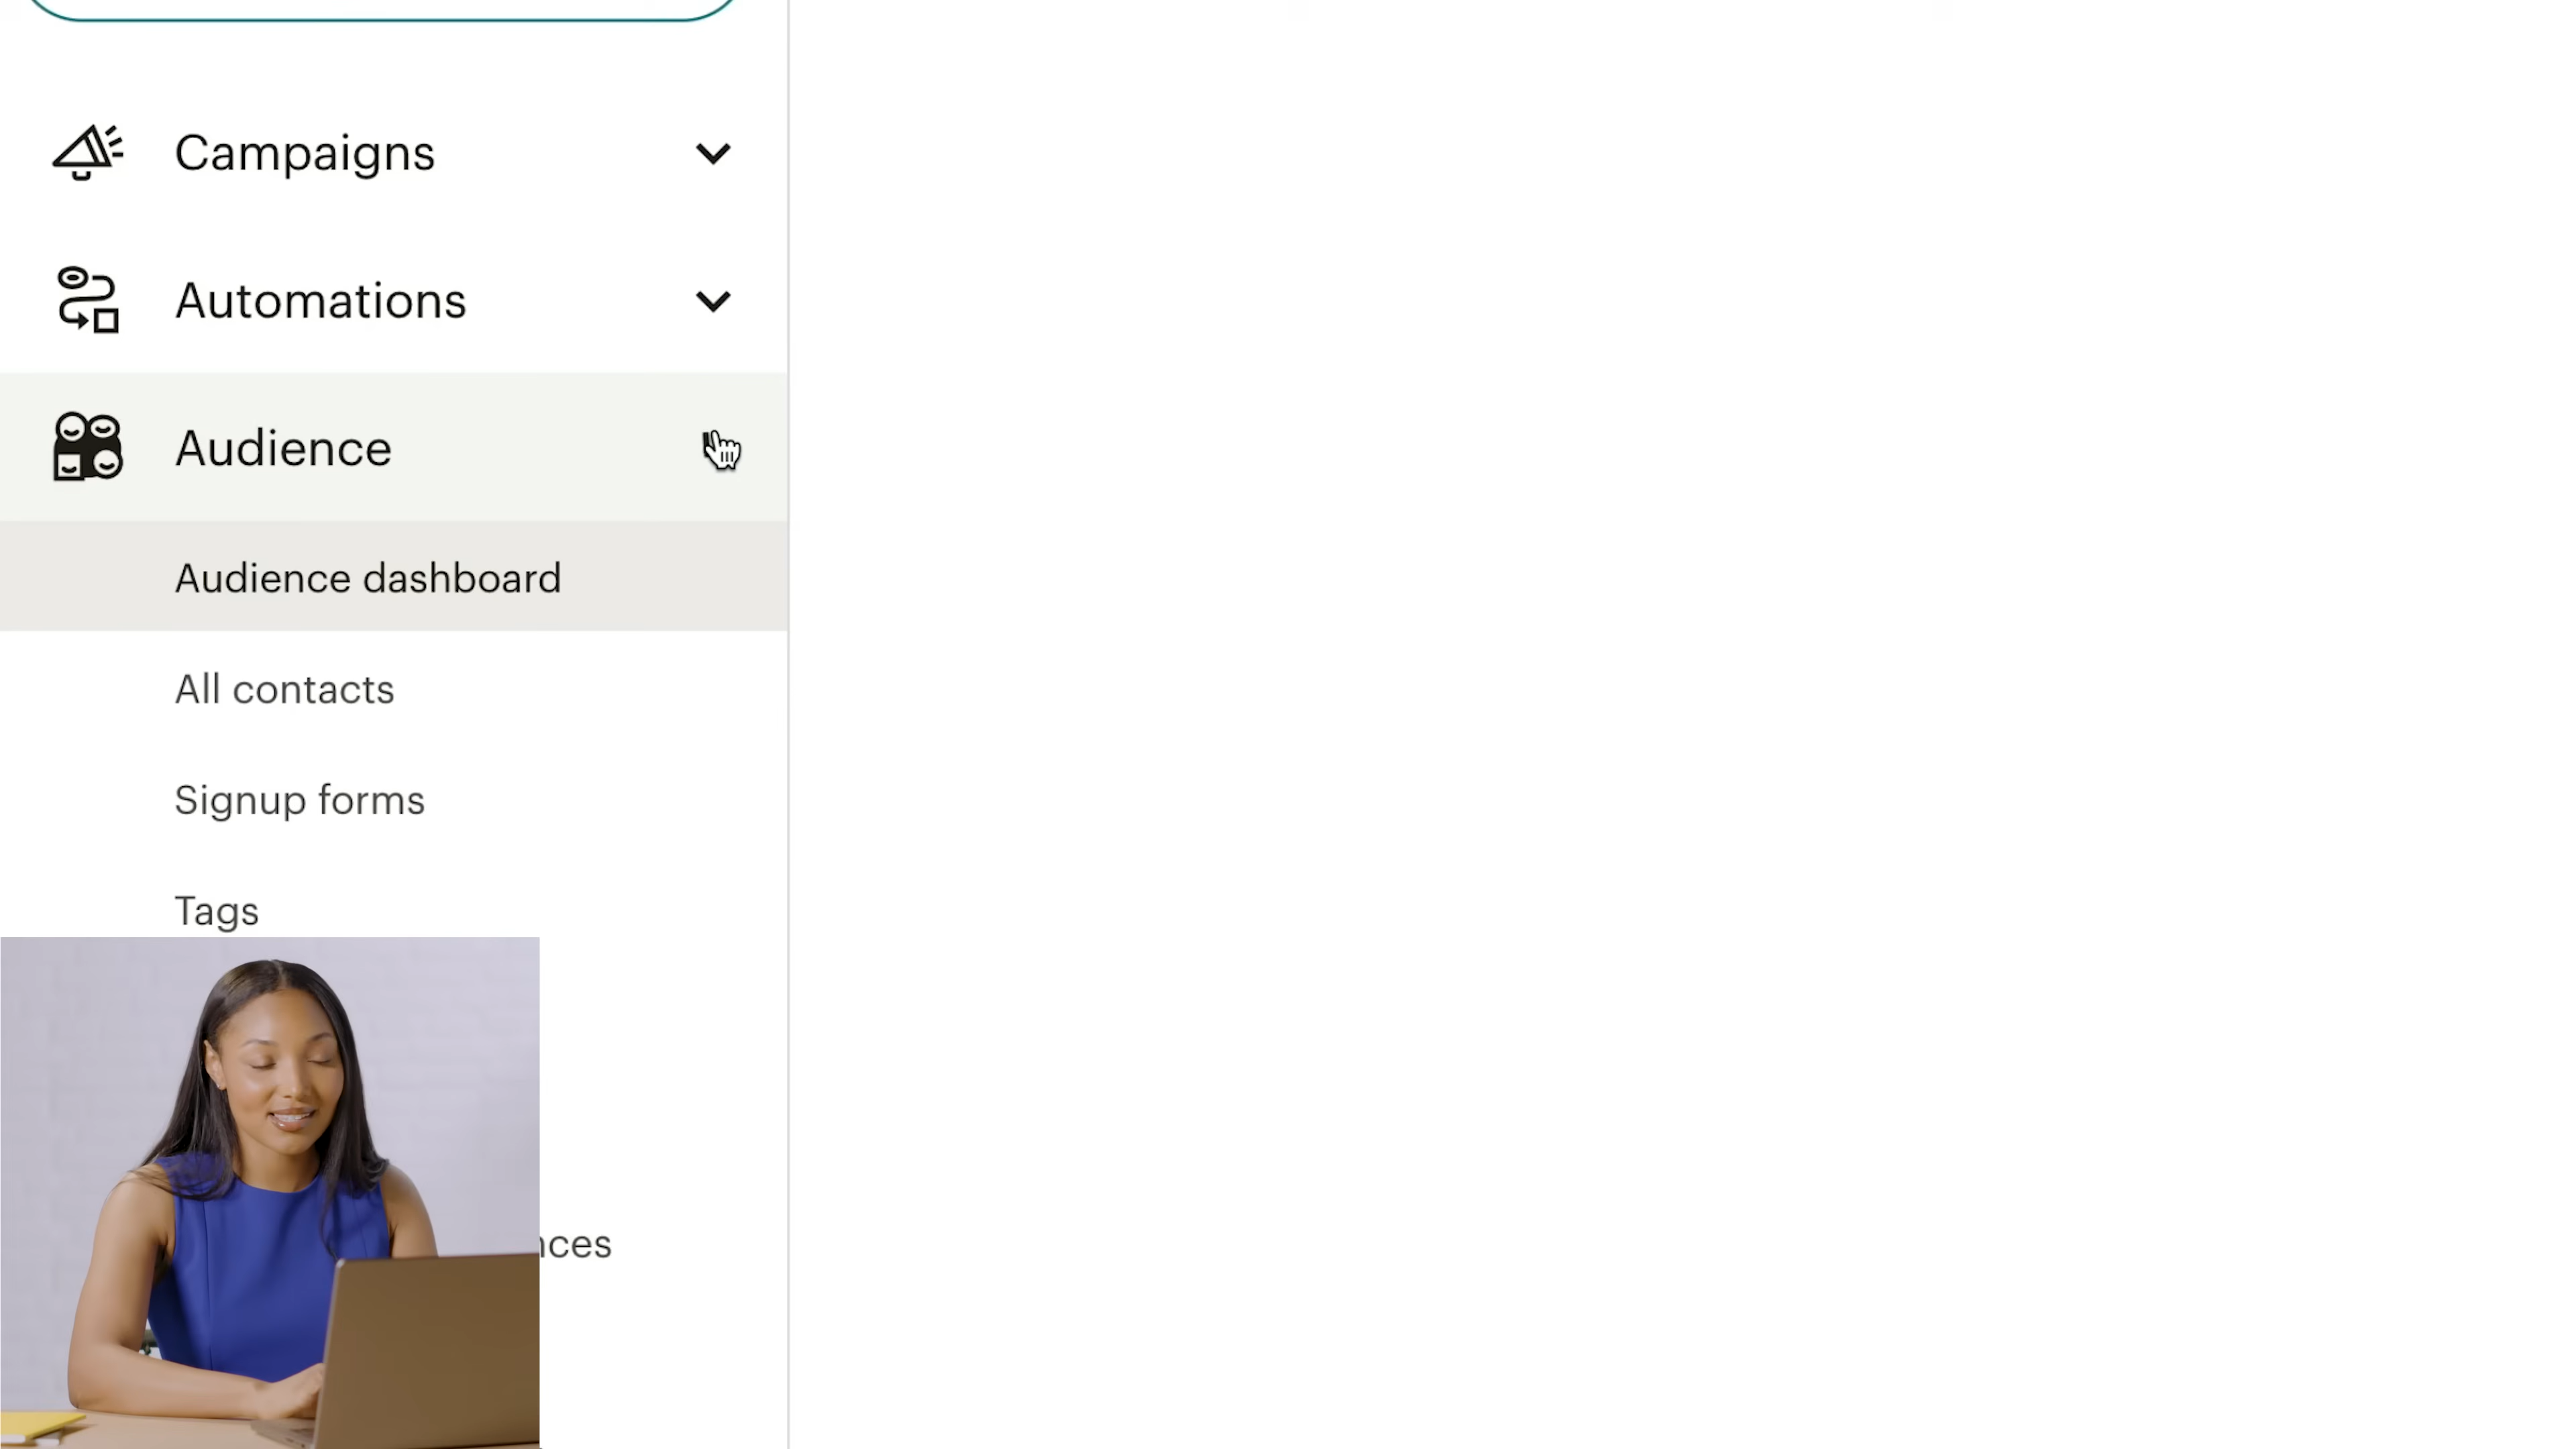 Campaigns
Automations
Audience
Audience dashboard
All contacts
Signup forms
Tags